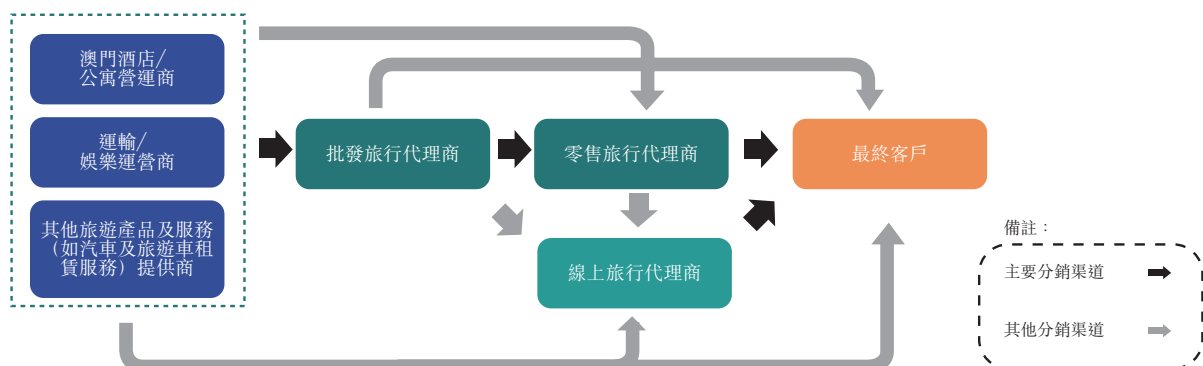 澳門酒店/
公寓營運商
運輸/
娛樂運營商
其他旅遊產品及服務
（如汽車及旅遊車租
賃服務）提供商
批發旅行代理商
零售旅行代理商
最終客戶
線上旅行代理商
備註：
主要分銷渠道
其他分銷渠道